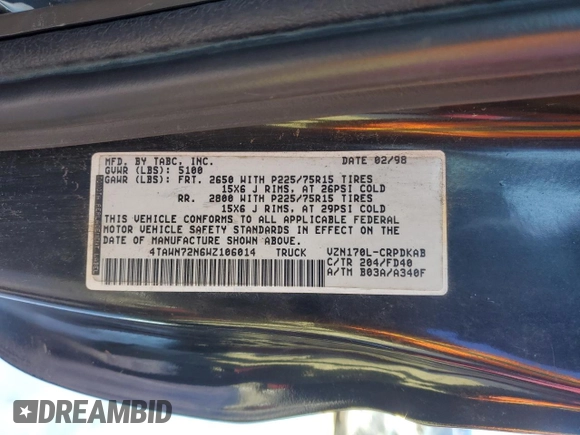 MFD. BY TABC, INC. DATE 02/98
GVWR (LBS): 5100
GAWR (LBS): FRT. 2650 WITH P225/75R15 TIRES
15X6 J RIMS. AT 26PSI COLD
RR. 2800 WITH P225/75R15 TIRES
15X6 J RIMS. AT 29PSI COLD
THIS VEHICLE CONFORMS TO ALL APPLICABLE FEDERAL
MOTOR VEHICLE SAFETY STANDARDS IN EFFECT ON THE
DATE OF MANUFACTURE SHOWN ABOVE.
4TAWN72N6WZ106014 TRUCK VZN170L-CRPDKAB
C/TR 204/FD40
A/TM B03A/A340F
DREAMBID